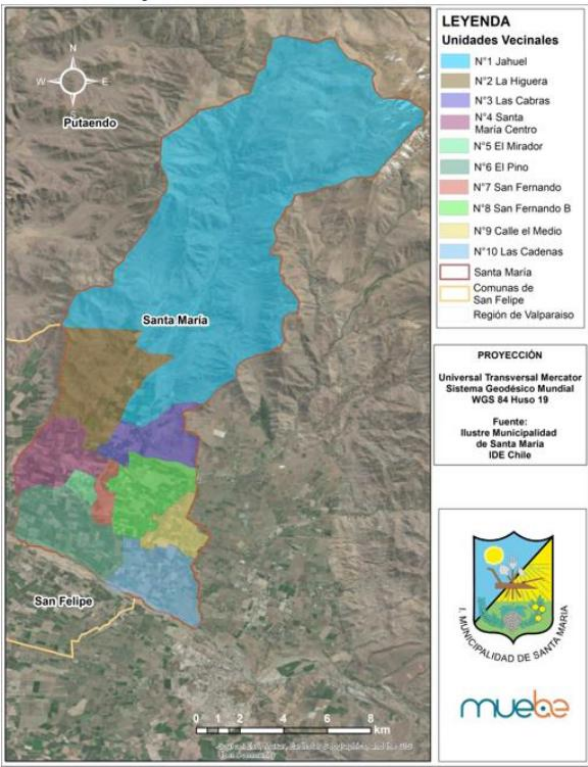 N
W
E
Putaendo
Santa María
San Felipe
0 1 2 4 6 8
km
LEYENDA
Unidades Vecinales
N°1 Jahuel
N°2 La Higuera
N°3 Las Cabras
N°4 Santa
María Centro
N°5 El Mirador
N°6 El Pino
N°7 San Fernando
N°8 San Fernando B
N°9 Calle el Medio
N°10 Las Cadenas
Santa María
Comunas de
San Felipe
Región de Valparaiso
PROYECCIÓN
Universal Transversal Mercator
Sistema Geodésico Mundial
WGS 84 Huso 19
Fuente:
Ilustre Municipalidad
de Santa María
IDE Chile
I. MUNICIPALIDAD DE SANTA MARIA
muebe